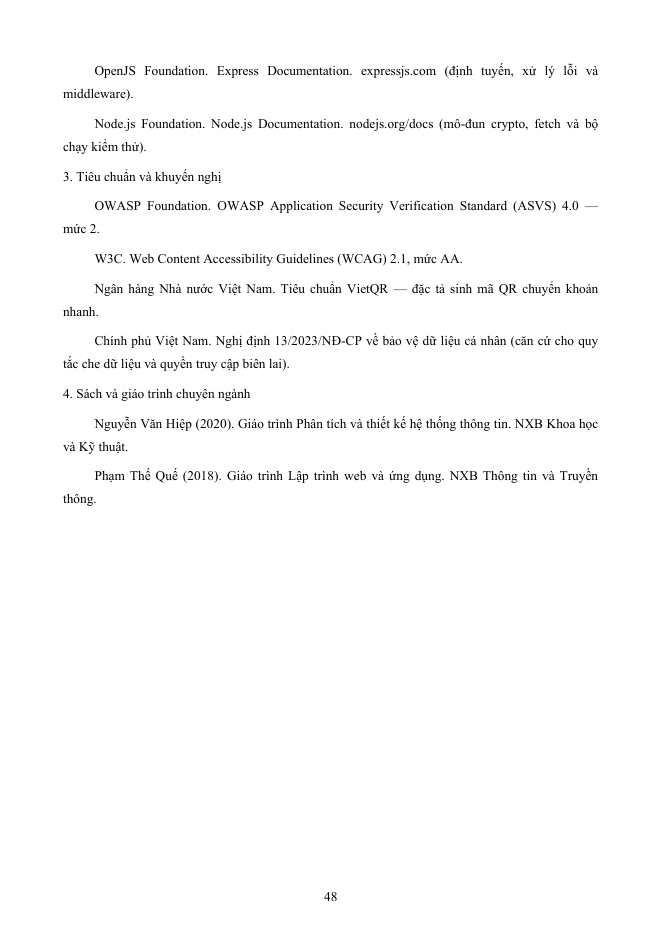 OpenJS Foundation. Express Documentation. expressjs.com (định tuyến, xử lý lỗi và
middleware).
Node.js Foundation. Node.js Documentation. nodejs.org/docs (mô-đun crypto, fetch và bộ
chạy kiểm thử).
3. Tiêu chuẩn và khuyến nghị
OWASP Foundation. OWASP Application Security Verification Standard (ASVS) 4.0 —
mức 2.
W3C. Web Content Accessibility Guidelines (WCAG) 2.1, mức AA.
Ngân hàng Nhà nước Việt Nam. Tiêu chuẩn VietQR — đặc tả sinh mã QR chuyển khoản
nhanh.
Chính phủ Việt Nam. Nghị định 13/2023/NĐ-CP về bảo vệ dữ liệu cá nhân (căn cứ cho quy
tắc che dữ liệu và quyền truy cập biên lai).
4. Sách và giáo trình chuyên ngành
Nguyễn Văn Hiệp (2020). Giáo trình Phân tích và thiết kế hệ thống thông tin. NXB Khoa học
và Kỹ thuật.
Phạm Thế Quế (2018). Giáo trình Lập trình web và ứng dụng. NXB Thông tin và Truyền
thông.
48